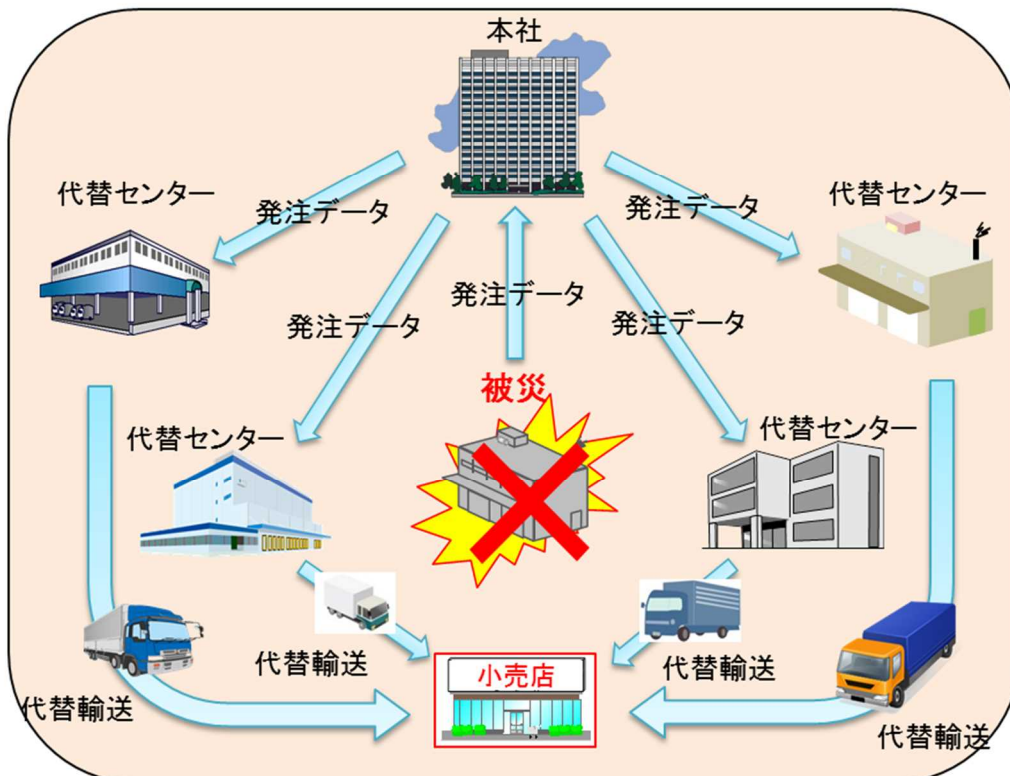 本社
代替センター
代替センター
発注データ
発注データ
発注データ
発注データ
発注データ
被災
代替センター
代替センター
代替輸送
代替輸送
小売店
代替輸送
代替輸送